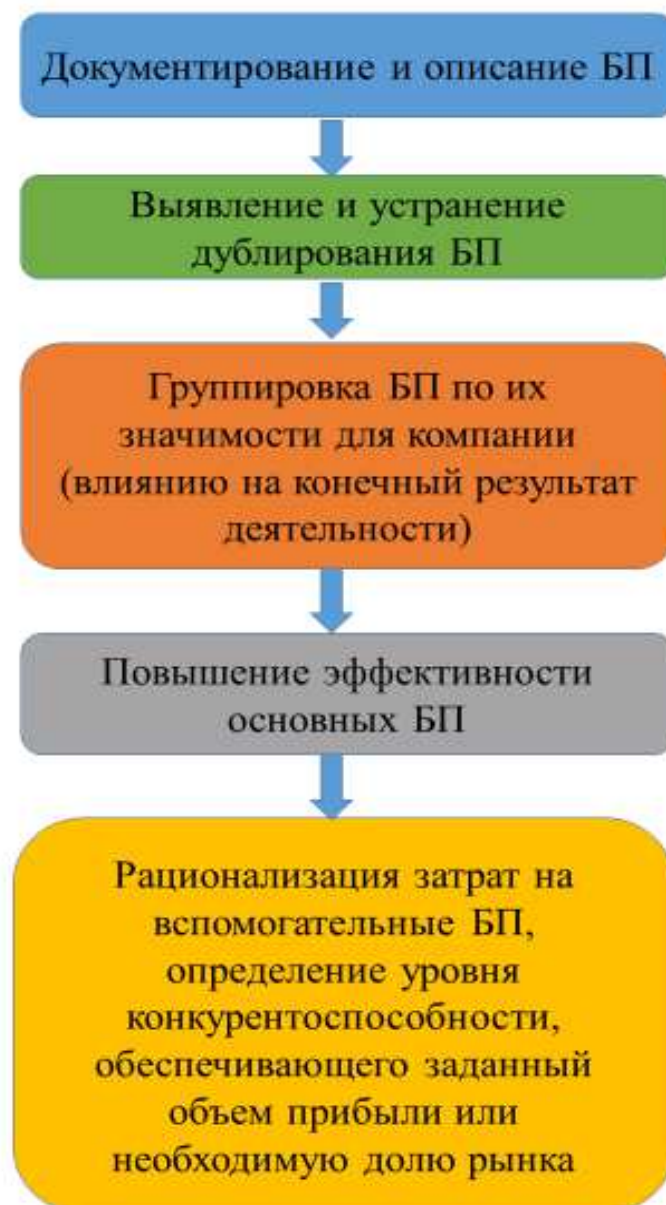 Документирование и описание БП
Выявление и устранение
дублирования БП
Группировка БП по их
значимости для компании
(влиянию на конечный результат
деятельности)
Повышение эффективности
основных БП
Рационализация затрат на
вспомогательные БП,
определение уровня
конкурентоспособности,
обеспечивающего заданный
объем прибыли или
необходимую долю рынка